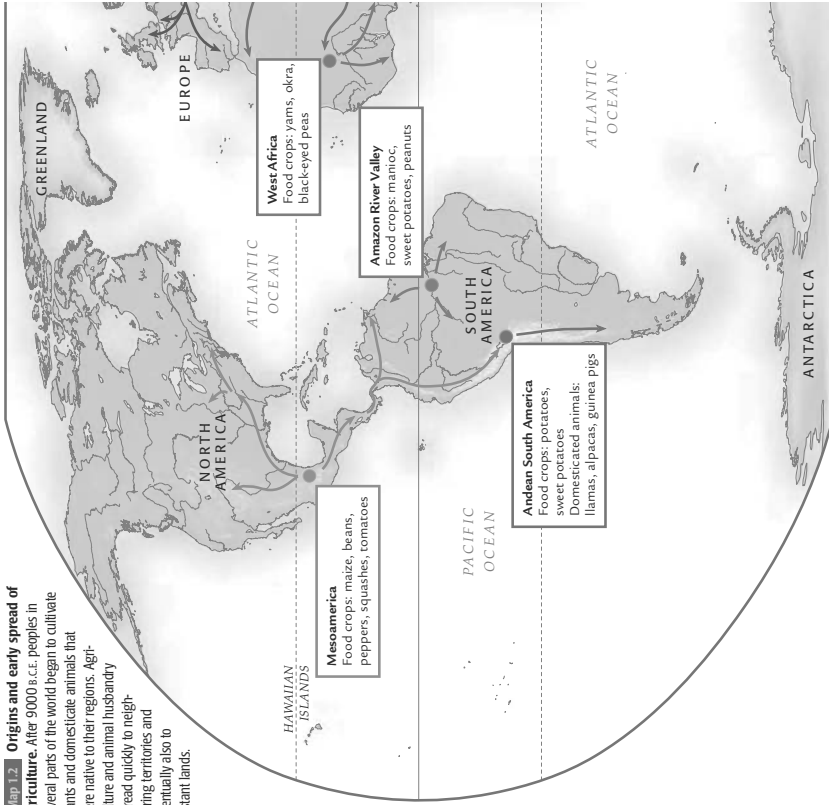 Map 1.2 Origins and early spread of
riculture. After 9000 B.C.E. peoples in
veral parts of the world began to cultivate
nts and domesticate animals that
re native to their regions. Agri-
ture and animal husbandry
read quickly to neigh-
ring territories and
entually also to
stant lands.
GREENLAND
EUROPE
NORTH
AMERICA
ATLANTIC
OCEAN
West Africa
Food crops: yams, okra,
black-eyed peas
HAWAIIAN
ISLANDS
Mesoamerica
Food crops: maize, beans,
peppers, squashes, tomatoes
Amazon River Valley
Food crops: manioc,
sweet potatoes, peanuts
PACIFIC
OCEAN
SOUTH
AMERICA
Andean South America
Food crops: potatoes,
sweet potatoes
Domesticated animals:
llamas, alpacas, guinea pigs
ATLANTIC
OCEAN
ANTARCTICA